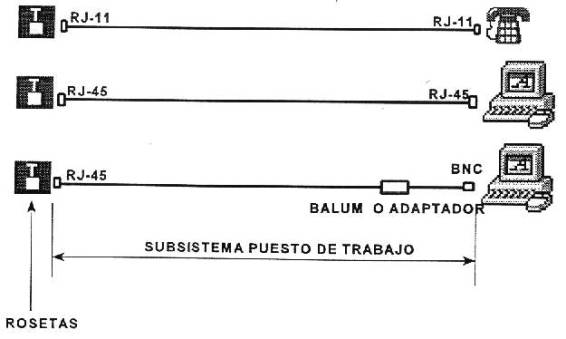 RJ-11 RJ-11
RJ-45 RJ-45
RJ-45 BNC
BALUM O ADAPTADOR
SUBSISTEMA PUESTO DE TRABAJO
ROSETAS